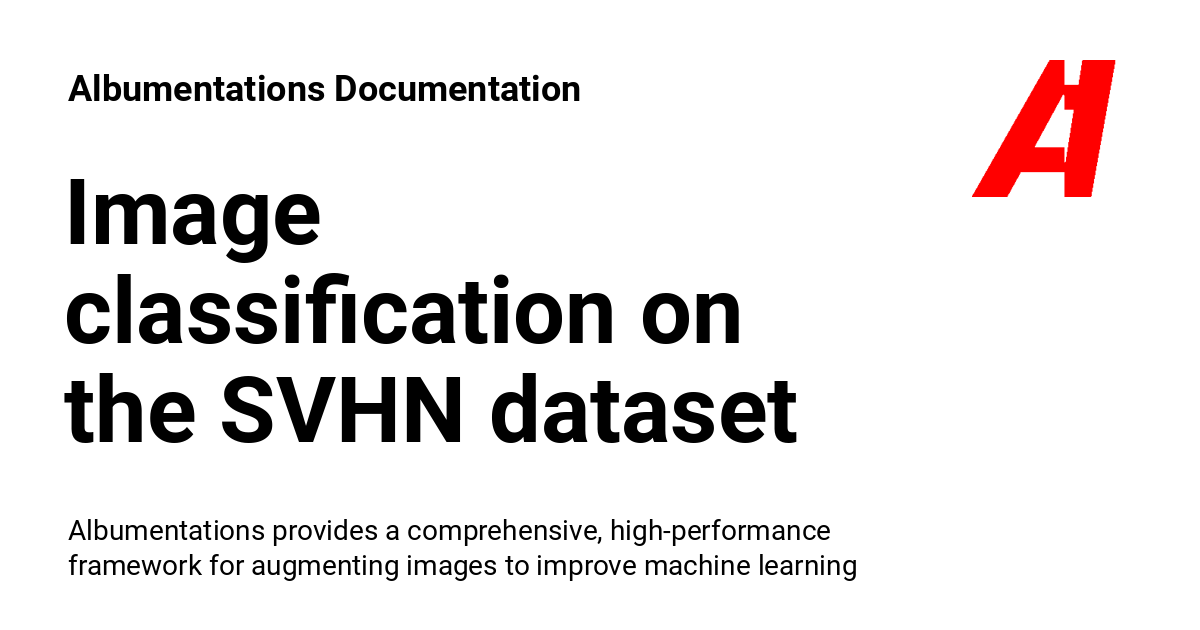 Albumentations Documentation
Image
classification on
the SVHN dataset
Albumentations provides a comprehensive, high-performance
framework for augmenting images to improve machine learning